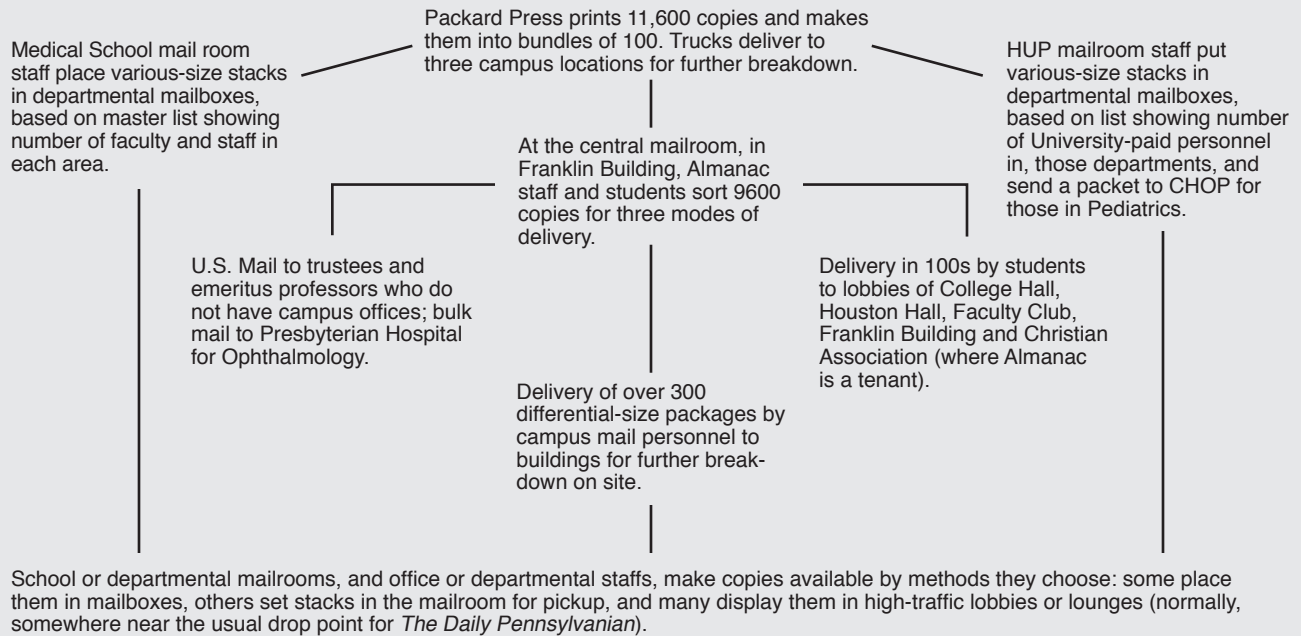 Packard Press prints 11,600 copies and makes
them into bundles of 100. Trucks deliver to
three campus locations for further breakdown.
Medical School mail room
staff place various-size stacks
in departmental mailboxes,
based on master list showing
number of faculty and staff in
each area.
HUP mailroom staff put
various-size stacks in
departmental mailboxes,
based on list showing number
of University-paid personnel
in, those departments, and
send a packet to CHOP for
those in Pediatrics.
At the central mailroom, in
Franklin Building, Almanac
staff and students sort 9600
copies for three modes of
delivery.
U.S. Mail to trustees and
emeritus professors who do
not have campus offices; bulk
mail to Presbyterian Hospital
for Ophthalmology.
Delivery in 100s by students
to lobbies of College Hall,
Houston Hall, Faculty Club,
Franklin Building and Christian
Association (where Almanac
is a tenant).
Delivery of over 300
differential-size packages by
campus mail personnel to
buildings for further break-
down on site.
School or departmental mailrooms, and office or departmental staffs, make copies available by methods they choose: some place
them in mailboxes, others set stacks in the mailroom for pickup, and many display them in high-traffic lobbies or lounges (normally,
somewhere near the usual drop point for The Daily Pennsylvanian).